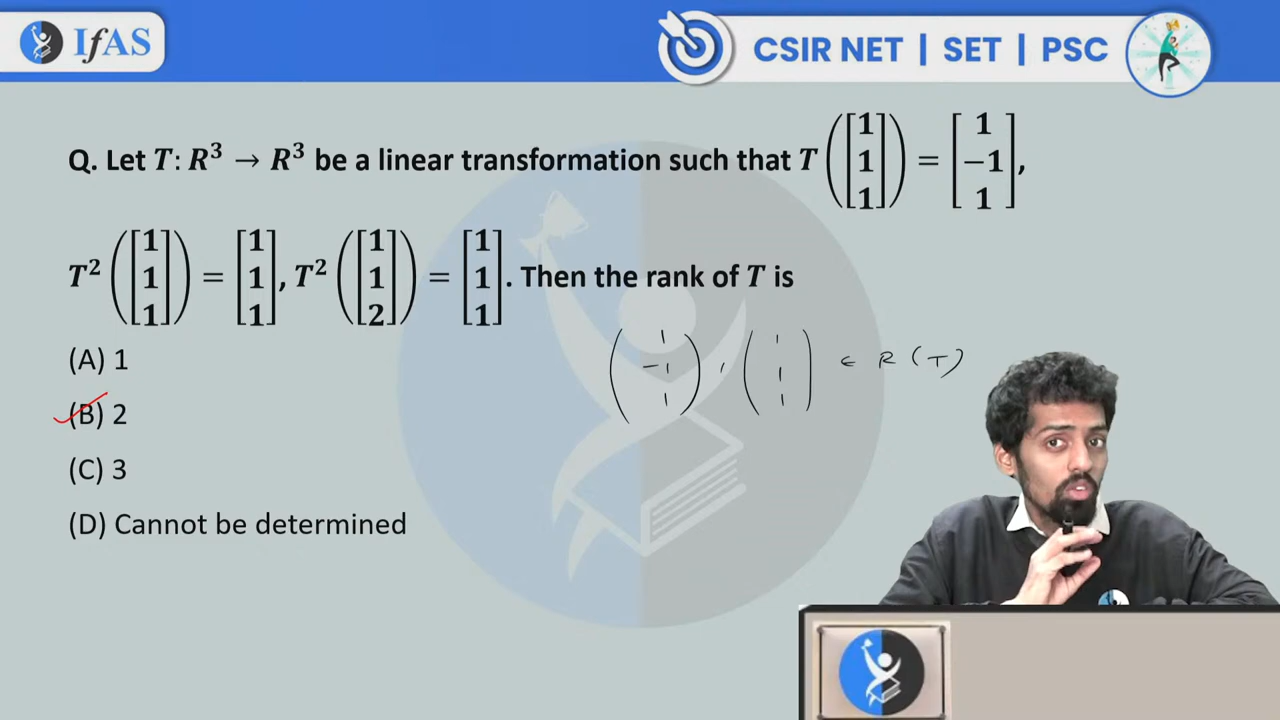 IfAS
CSIR NET | SET | PSC
Q. Let T: R³ → R³ be a linear transformation such that T([1 1 1]) = [1 −1 1],
T²([1 1 1]) = [1 1 1], T²([1 1 2]) = [1 1 1]. Then the rank of T is
(A) 1
(B) 2
(C) 3
(D) Cannot be determined
(1 −1 1), (1 1 1) ∈ R(T)